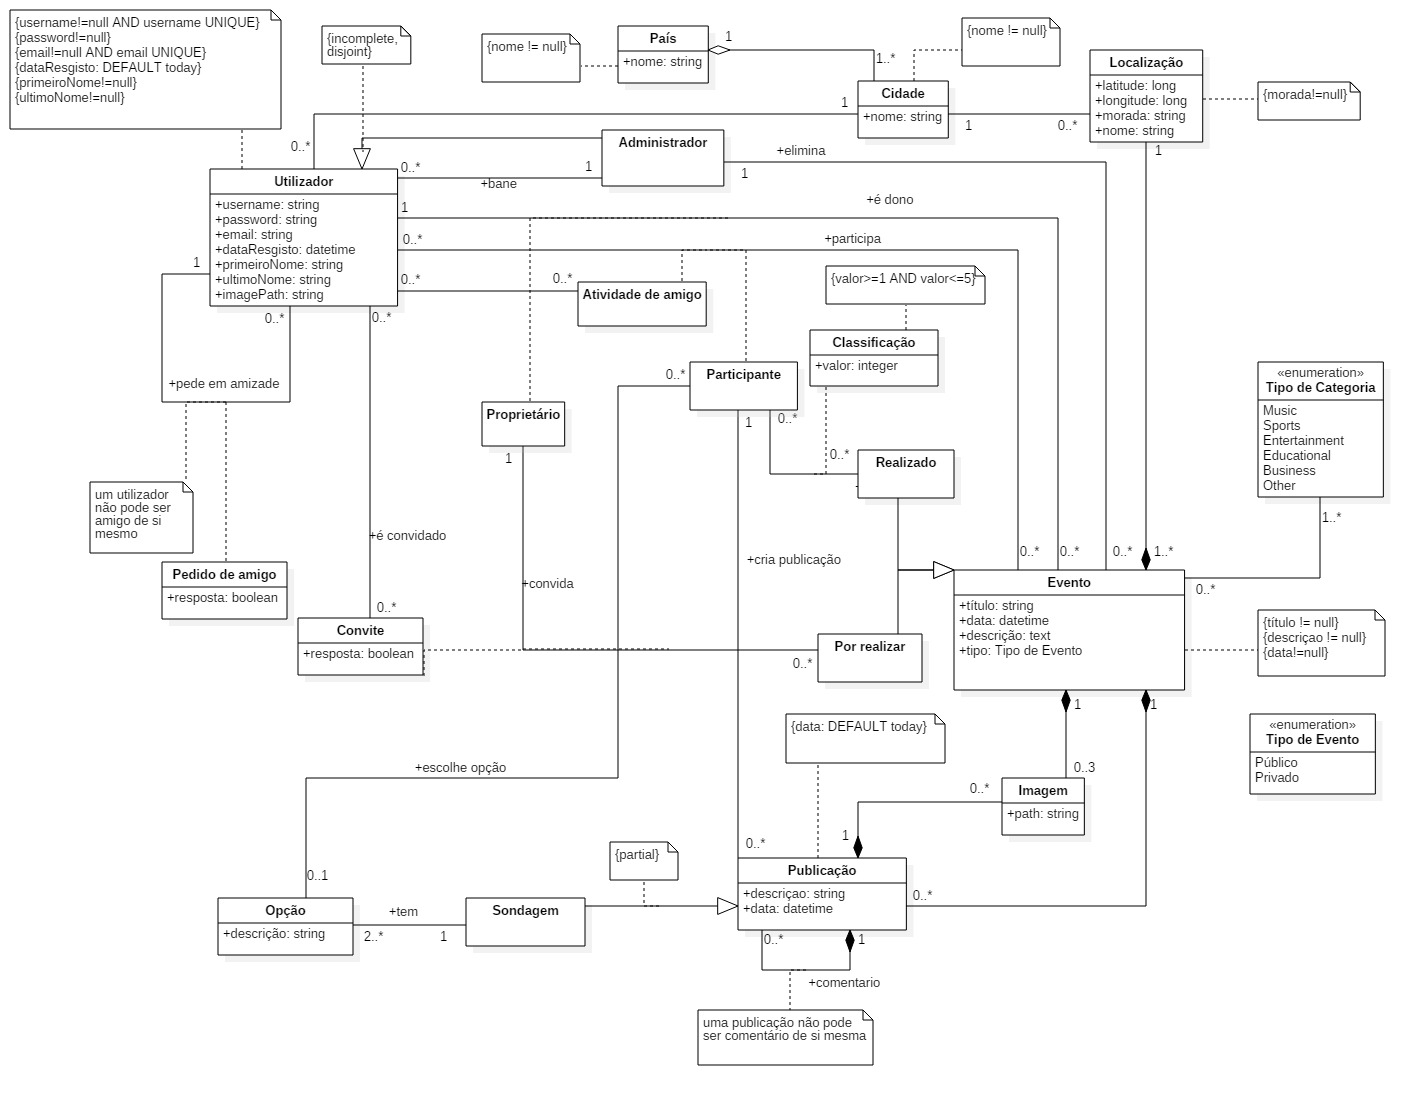 {username!=null AND username UNIQUE}
{password!=null}
{email!=null AND email UNIQUE}
{dataResgisto: DEFAULT today}
{primeiroNome!=null}
{ultimoNome!=null}
{incomplete,
disjoint}
{nome != null}
País
+nome: string
1
1..*
{nome != null}
Cidade
+nome: string
1
1
0..*
Localização
+latitude: long
+longitude: long
+morada: string
+nome: string
{morada!=null}
1
0..*
Administrador
+elimina
1
0..*
1
+bane
Utilizador
+username: string
+password: string
+email: string
+dataResgisto: datetime
+primeiroNome: string
+ultimoNome: string
+imagePath: string
1
+é dono
0..*
+participa
0..*
0..*
Atividade de amigo
{valor>=1 AND valor<=5}
1
0..*
0..*
+pede em amizade
Classificação
+valor: integer
0..*
Participante
1
0..*
Proprietário
1
0..*
Realizado
«enumeration»
Tipo de Categoria
Music
Sports
Entertainment
Educational
Business
Other
1..*
um utilizador
não pode ser
amigo de si
mesmo
+é convidado
Pedido de amigo
+resposta: boolean
+convida
+cria publicação
0..*
0..*
0..*
1..*
Evento
+título: string
+data: datetime
+descrição: text
+tipo: Tipo de Evento
0..*
0..*
Convite
+resposta: boolean
Por realizar
0..*
{título != null}
{descriçao != null}
{data!=null}
1
1
{data: DEFAULT today}
«enumeration»
Tipo de Evento
Público
Privado
+escolhe opção
0..3
0..*
Imagem
+path: string
1
0..*
{partial}
0..1
Publicação
+descriçao: string
+data: datetime
0..*
Opção
+descrição: string
+tem
2..*
1
Sondagem
0..*
1
+comentario
uma publicação não pode
ser comentário de si mesma